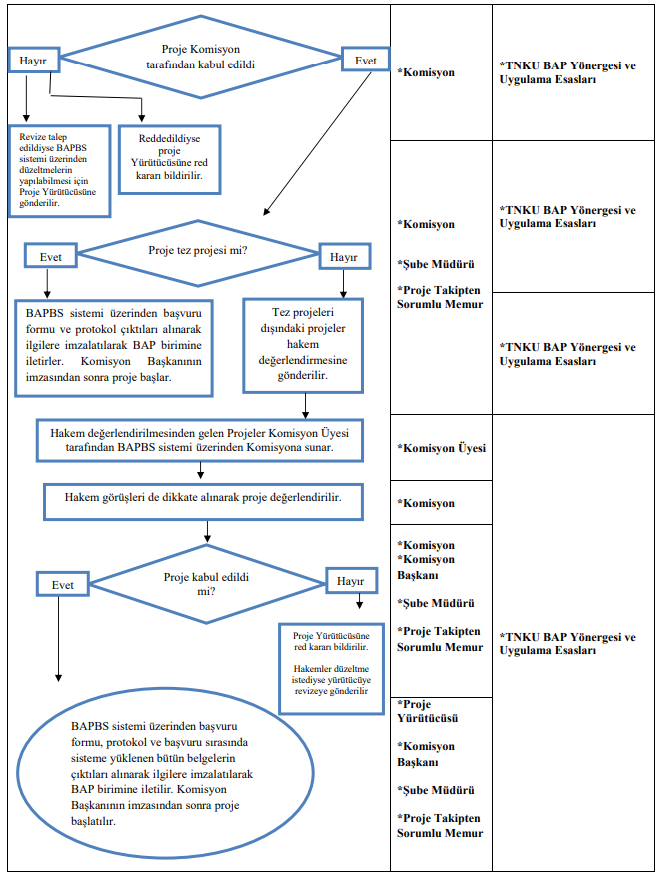 Proje Komisyon
tarafından kabul edildi
Hayır
Evet
Revize talep
edildiyse BAPBS
sistemi üzerinden
düzeltmelerin
yapılabilmesi için
Proje Yürütücüsüne
gönderilir.
Reddedildiyse
proje
Yürütücüsüne red
kararı bildirilir.
*Komisyon
*TNKU BAP Yönergesi ve
Uygulama Esasları
Proje tez projesi mi?
Evet
Hayır
BAPBS sistemi üzerinden başvuru
formu ve protokol çıktıları alınarak
ilgilere imzalatılarak BAP birimine
iletirler. Komisyon Başkanının
imzasından sonra proje başlar.
Tez projeleri
dışındaki projeler
hakem
değerlendirmesine
gönderilir.
*Komisyon
*Şube Müdürü
*Proje Takipten
Sorumlu Memur
*TNKU BAP Yönergesi ve
Uygulama Esasları
*TNKU BAP Yönergesi ve
Uygulama Esasları
Hakem değerlendirilmesinden gelen Projeler Komisyon Üyesi
tarafından BAPBS sistemi üzerinden Komisyona sunar.
*Komisyon Üyesi
Hakem görüşleri de dikkate alınarak proje değerlendirilir.
*Komisyon
Proje kabul edildi
mi?
Evet
Hayır
Proje Yürütücüsüne
red kararı bildirilir.
Hakemler düzeltme
istediyse yürütücüye
revizeye gönderilir
*Komisyon
*Komisyon
Başkanı
*Şube Müdürü
*Proje Takipten
Sorumlu Memur
*TNKU BAP Yönergesi ve
Uygulama Esasları
BAPBS sistemi üzerinden başvuru
formu, protokol ve başvuru sırasında
sisteme yüklenen bütün belgelerin
çıktıları alınarak ilgilere imzalatılarak
BAP birimine iletilir. Komisyon
Başkanının imzasından sonra proje
başlatılır.
*Proje
Yürütücüsü
*Komisyon
Başkanı
*Şube Müdürü
*Proje Takipten
Sorumlu Memur